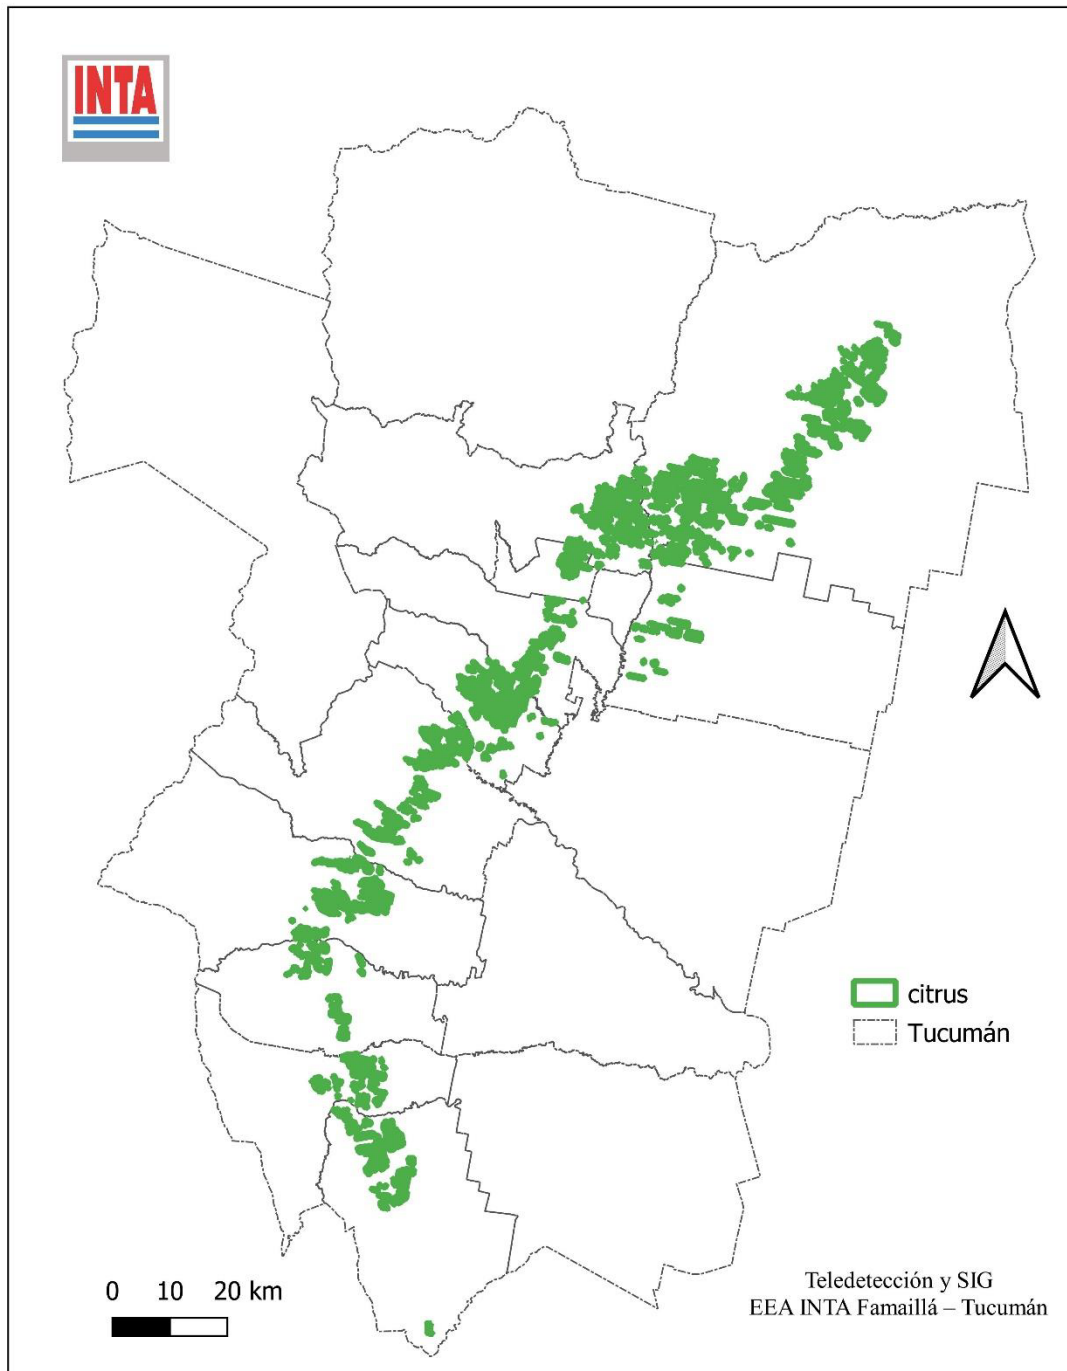 INTA
citrus
Tucumán
0 10 20 km
Teledetección y SIG
EEA INTA Famaillá – Tucumán